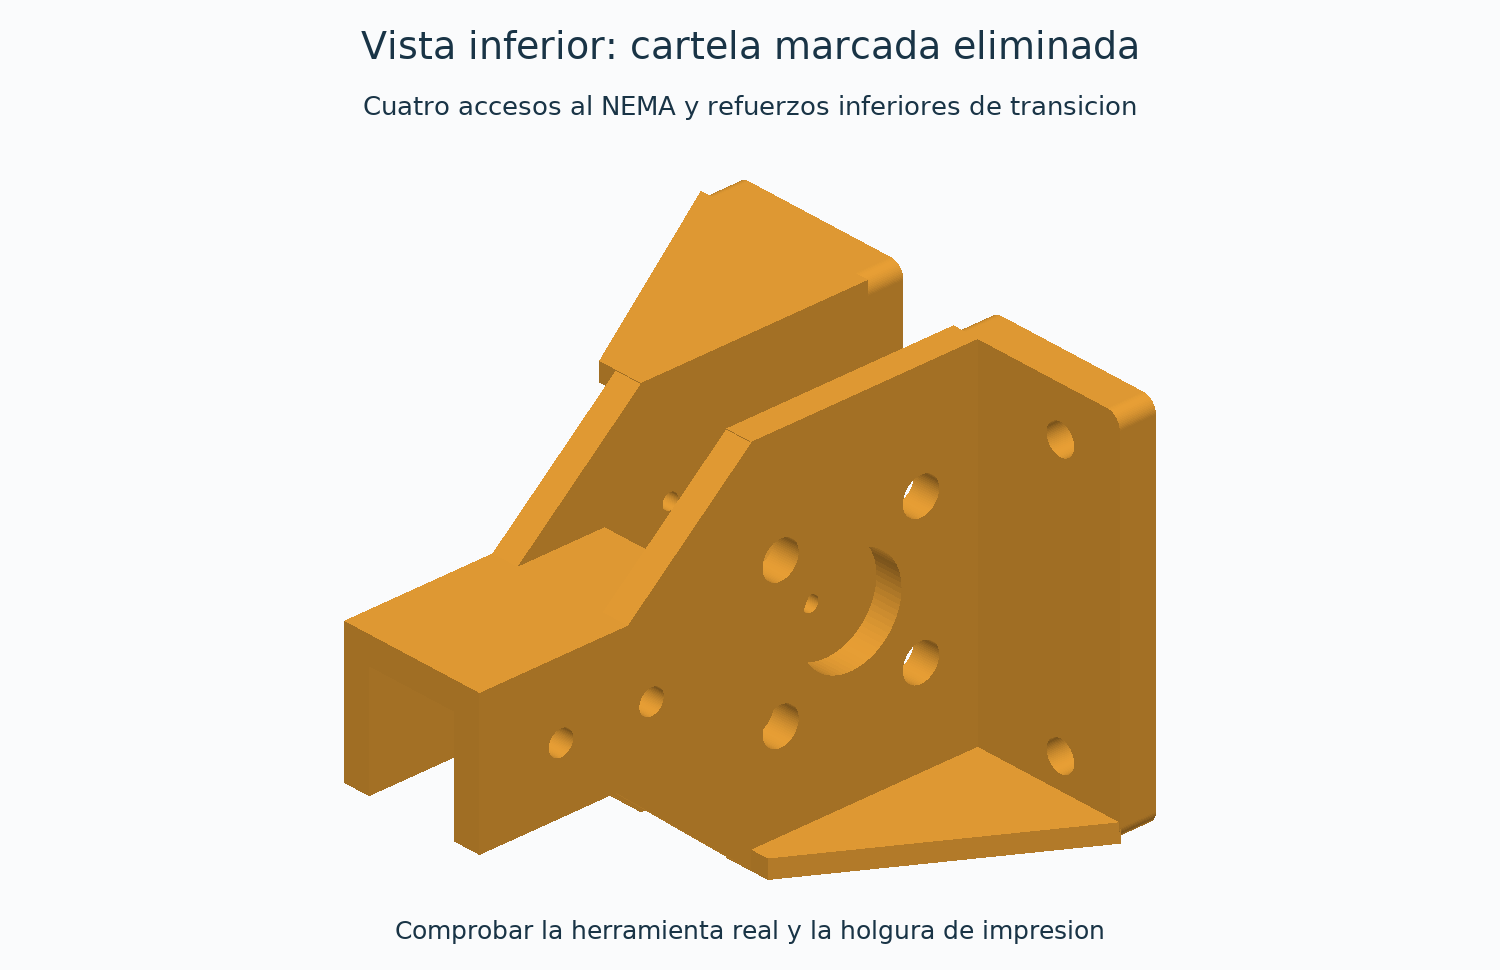 Vista inferior: cartela marcada eliminada
Cuatro accesos al NEMA y refuerzos inferiores de transicion
Comprobar la herramienta real y la holgura de impresion